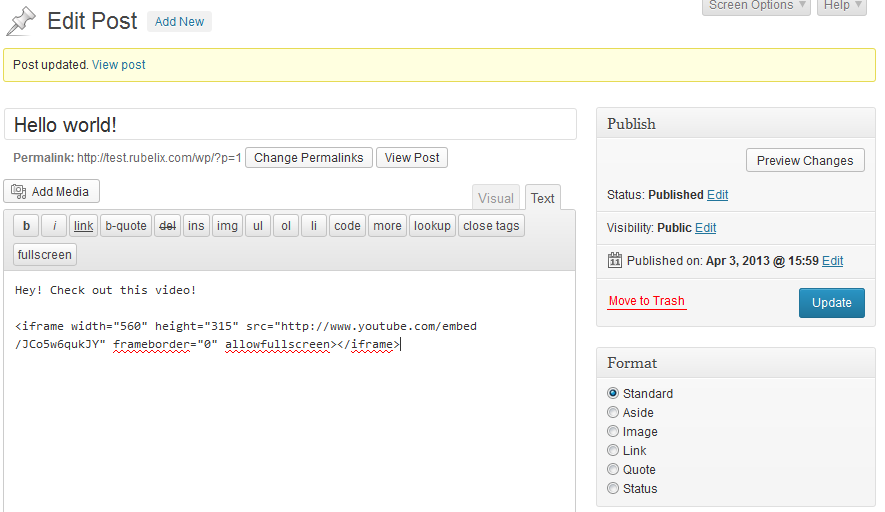 Edit Post Add New
Screen Options Help
Post updated. View post
Hello world!
Permalink: http://test.rubelix.com/wp/?p=1 Change Permalinks View Post
Add Media
Visual Text
b i link b-quote del ins img ul ol li code more lookup close tags
fullscreen
Hey! Check out this video!
<iframe width="560" height="315" src="http://www.youtube.com/embed
/JCo5w6qukJY" frameborder="0" allowfullscreen></iframe>
Publish
Preview Changes
Status: Published Edit
Visibility: Public Edit
11 Published on: Apr 3, 2013 @ 15:59 Edit
Move to Trash Update
Format
Standard
Aside
Image
Link
Quote
Status